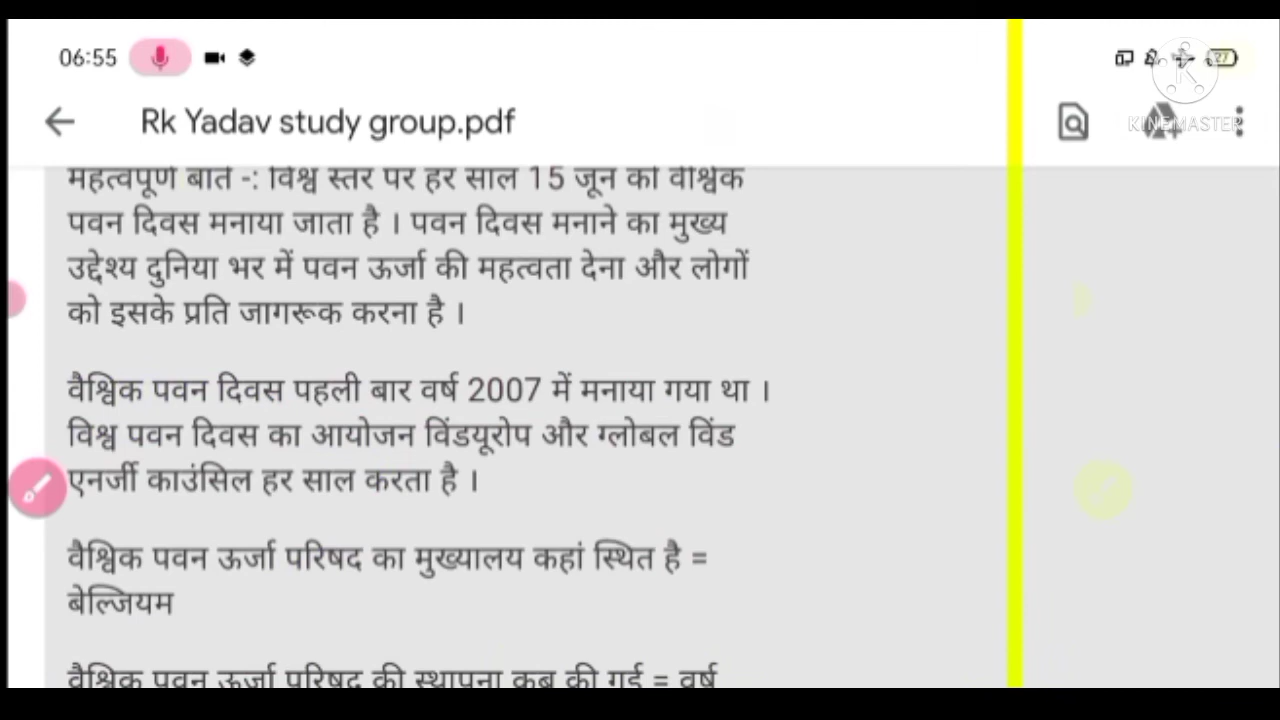 06:55
27
Rk Yadav study group.pdf
KINEMASTER
महत्वपूर्ण बातें -: विश्व स्तर पर हर साल 15 जून को वैश्विक
पवन दिवस मनाया जाता है । पवन दिवस मनाने का मुख्य
उद्देश्य दुनिया भर में पवन ऊर्जा की महत्वता देना और लोगों
को इसके प्रति जागरूक करना है ।
वैश्विक पवन दिवस पहली बार वर्ष 2007 में मनाया गया था ।
विश्व पवन दिवस का आयोजन विंडयूरोप और ग्लोबल विंड
एनर्जी काउंसिल हर साल करता है ।
वैश्विक पवन ऊर्जा परिषद का मुख्यालय कहां स्थित है =
बेल्जियम
वैश्विक पवन ऊर्जा परिषद की स्थापना कब की गई = वर्ष